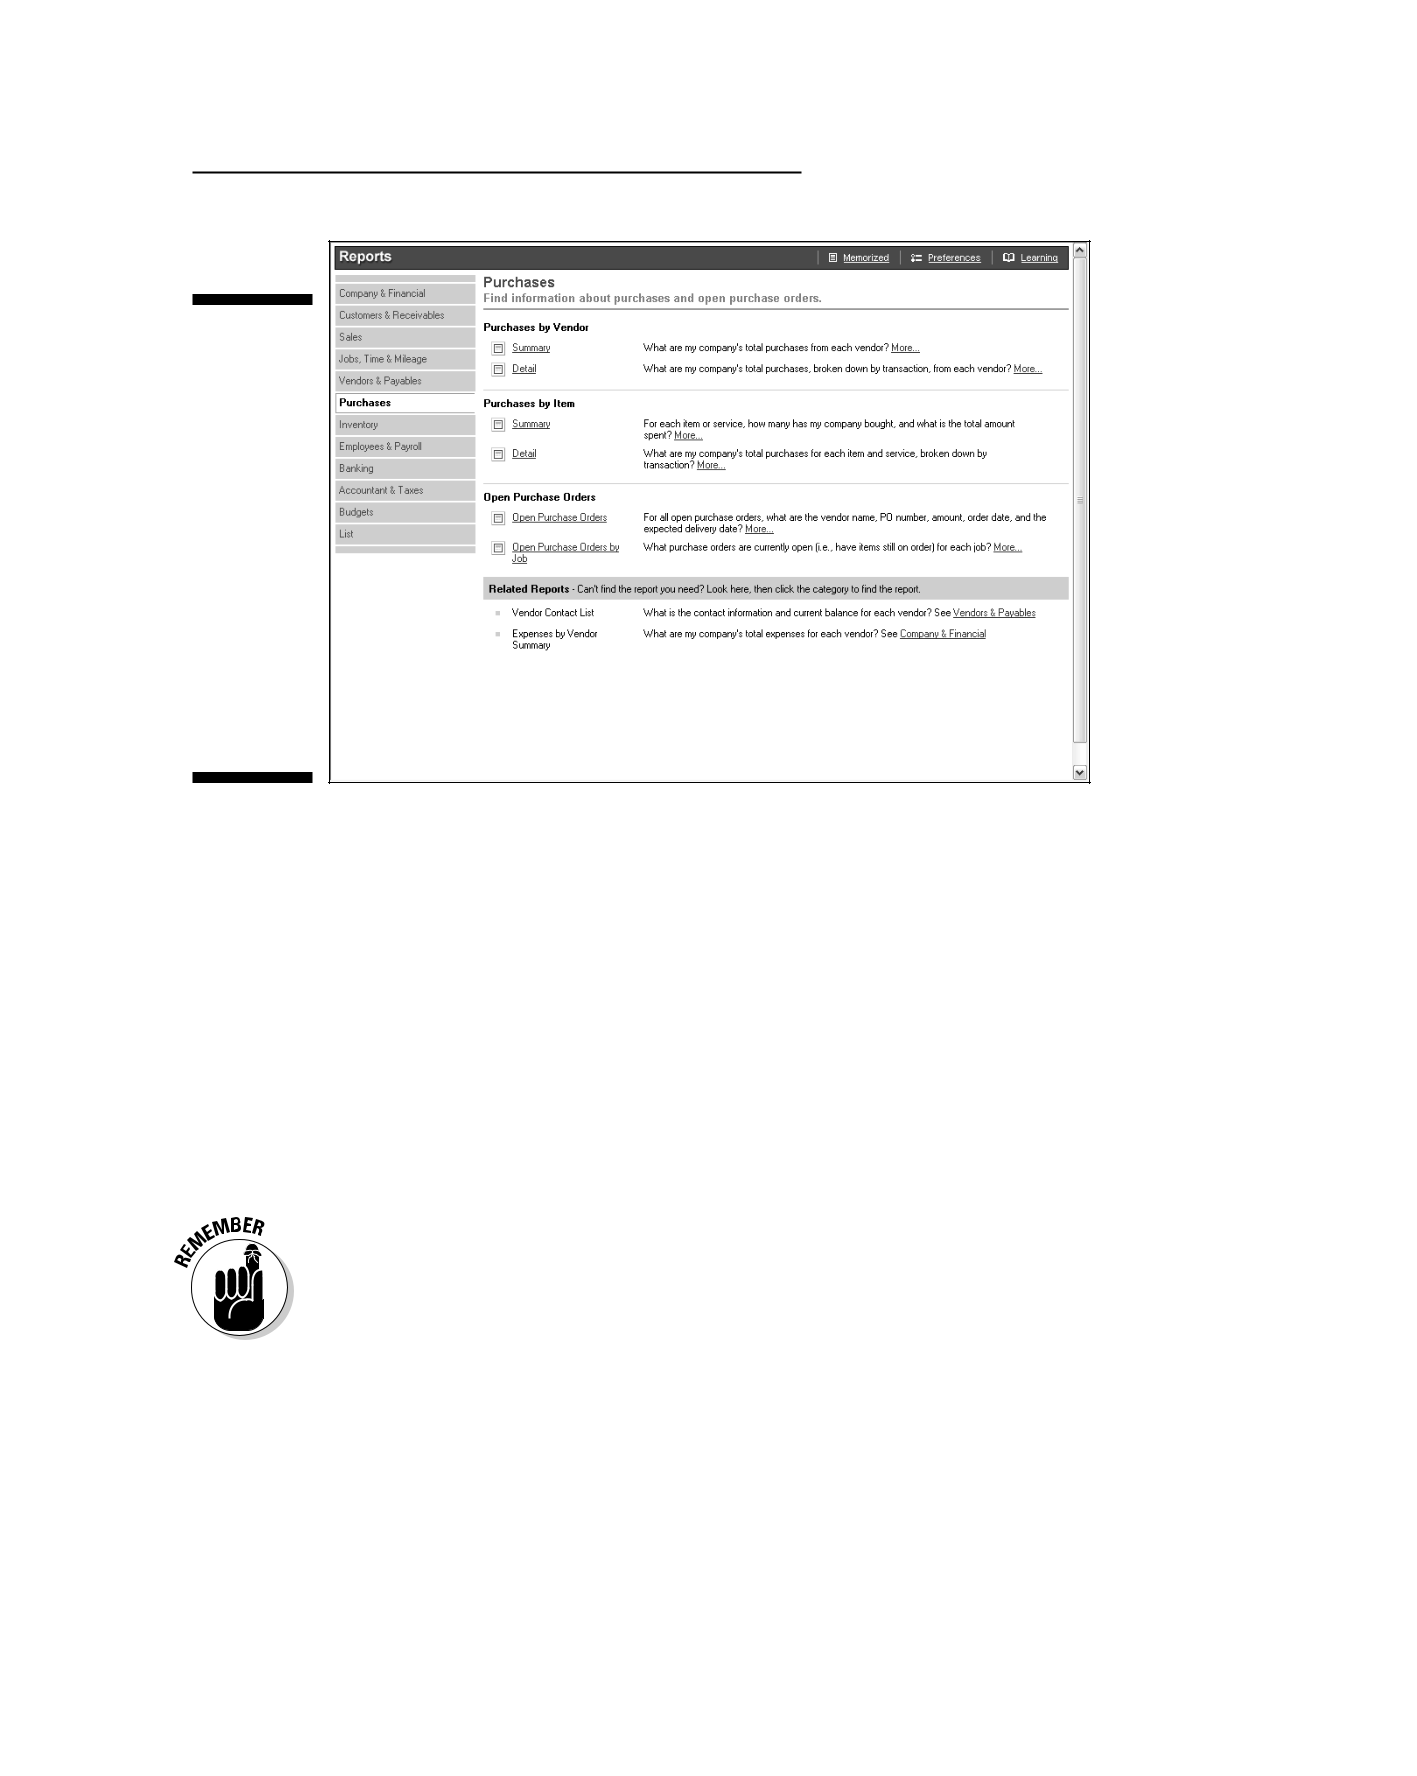 Reports
Memorized
Preferences
Learning
Company & Financial
Customers & Receivables
Sales
Jobs, Time & Mileage
Vendors & Payables
Purchases
Inventory
Employees & Payroll
Banking
Accountant & Taxes
Budgets
List
Purchases
Find information about purchases and open purchase orders.
Purchases by Vendor
Summary
What are my company's total purchases from each vendor? More...
Detail
What are my company's total purchases, broken down by transaction, from each vendor? More...
Purchases by Item
Summary
For each item or service, how many has my company bought, and what is the total amount
spent? More...
Detail
What are my company's total purchases for each item and service, broken down by
transaction? More...
Open Purchase Orders
Open Purchase Orders
For all open purchase orders, what are the vendor name, PO number, amount, order date, and the
expected delivery date? More...
Open Purchase Orders by
Job
What purchase orders are currently open (i.e., have items still on order) for each job? More...
Related Reports - Can't find the report you need? Look here, then click the category to find the report.
Vendor Contact List
What is the contact information and current balance for each vendor? See Vendors & Payables
Expenses by Vendor
Summary
What are my company's total expenses for each vendor? See Company & Financial
REMEMBER